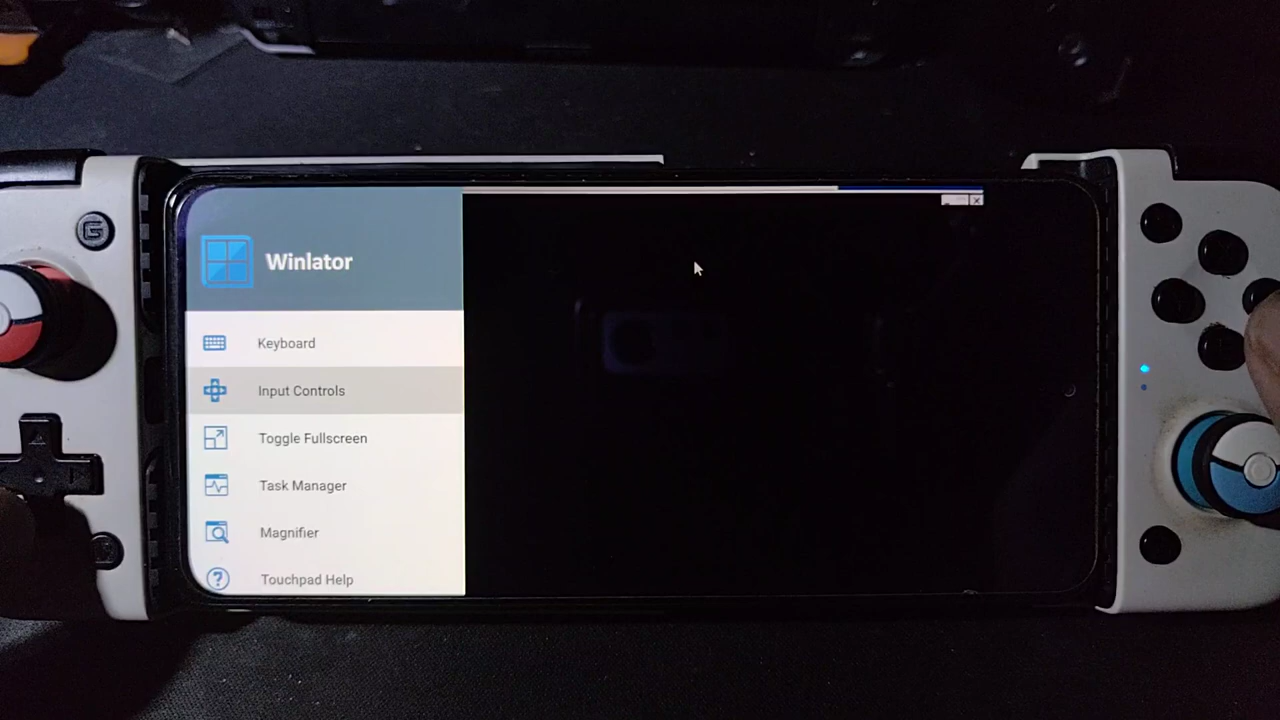 Winlator
Keyboard
Input Controls
Toggle Fullscreen
Task Manager
Magnifier
Touchpad Help